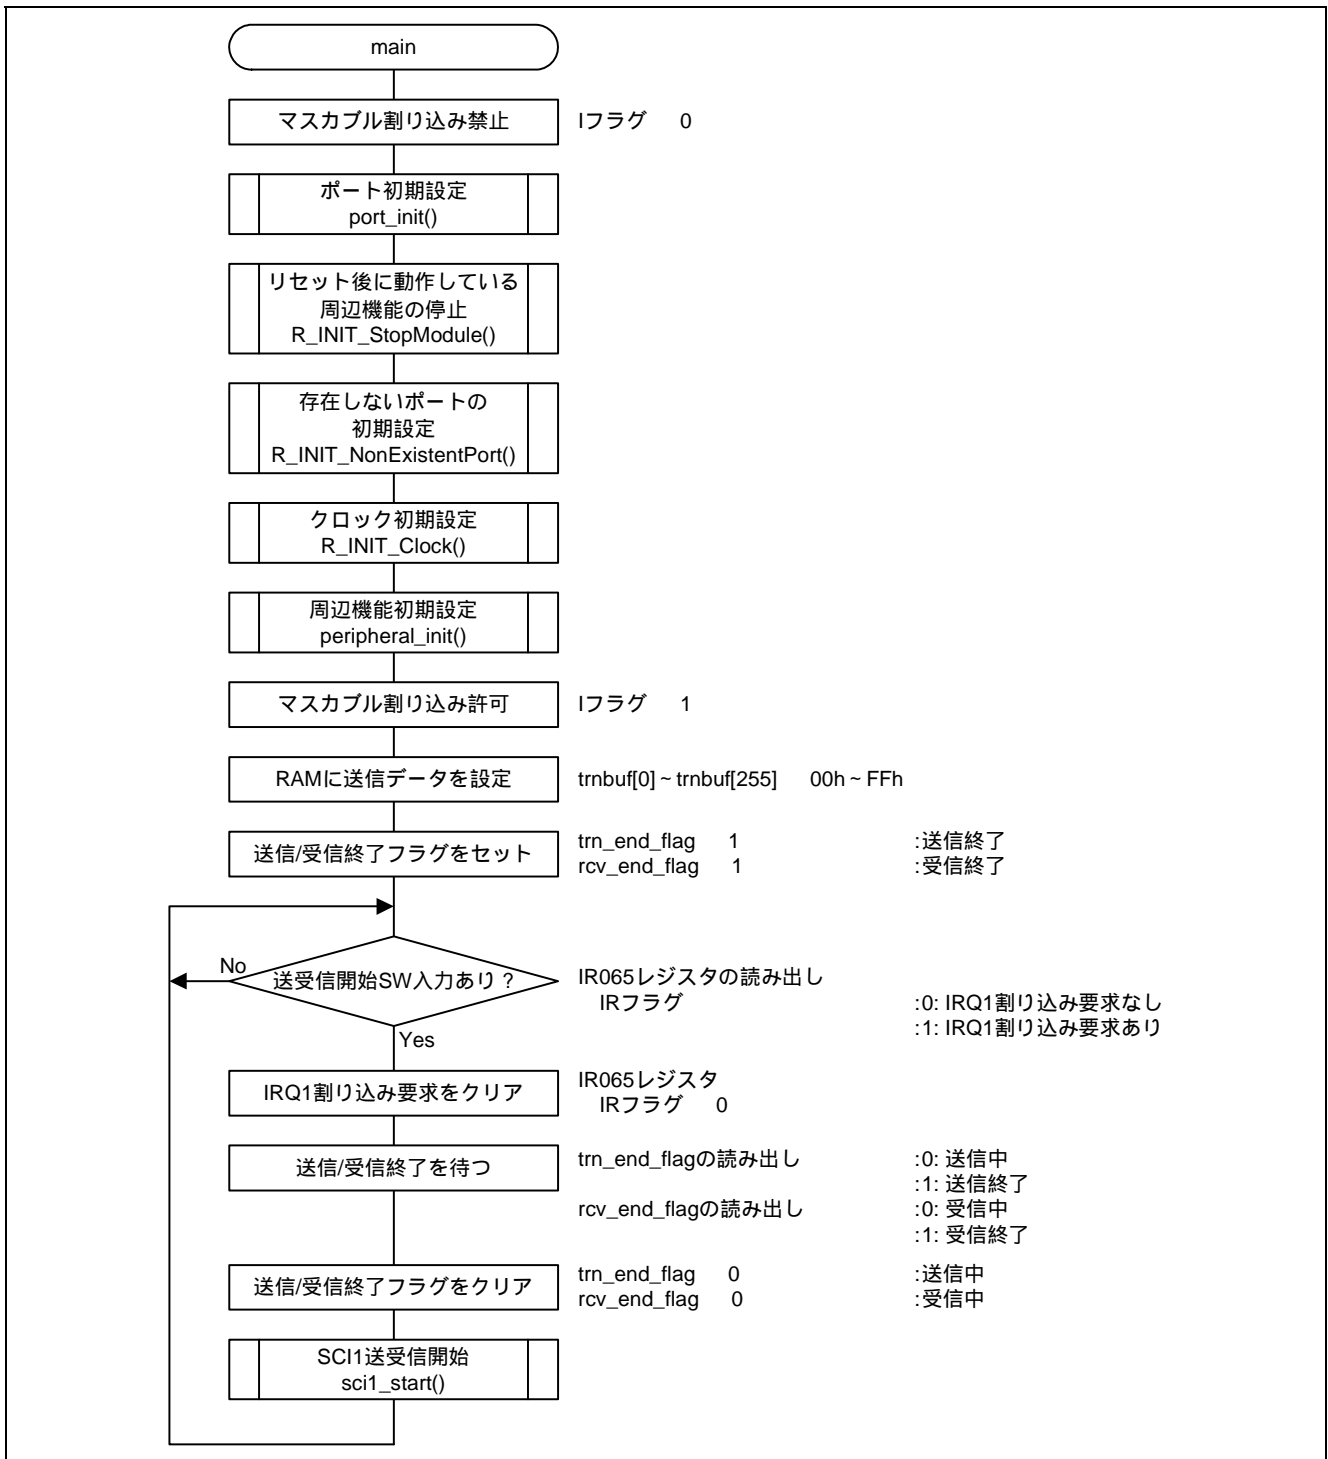 main
マスカブル割り込み禁止 Iフラグ 0
ポート初期設定
port_init()
リセット後に動作している
周辺機能の停止
R_INIT_StopModule()
存在しないポートの
初期設定
R_INIT_NonExistentPort()
クロック初期設定
R_INIT_Clock()
周辺機能初期設定
peripheral_init()
マスカブル割り込み許可 Iフラグ 1
RAMに送信データを設定 trnbuf[0] ~ trnbuf[255] 00h ~ FFh
送信/受信終了フラグをセット
trn_end_flag 1 :送信終了
rcv_end_flag 1 :受信終了
No
送受信開始SW入力あり?
Yes
IR065レジスタの読み出し
IRフラグ :0: IRQ1割り込み要求なし
:1: IRQ1割り込み要求あり
IRQ1割り込み要求をクリア
IR065レジスタ
IRフラグ 0
送信/受信終了を待つ
trn_end_flagの読み出し :0: 送信中
:1: 送信終了
rcv_end_flagの読み出し :0: 受信中
:1: 受信終了
送信/受信終了フラグをクリア
trn_end_flag 0 :送信中
rcv_end_flag 0 :受信中
SCI1送受信開始
sci1_start()